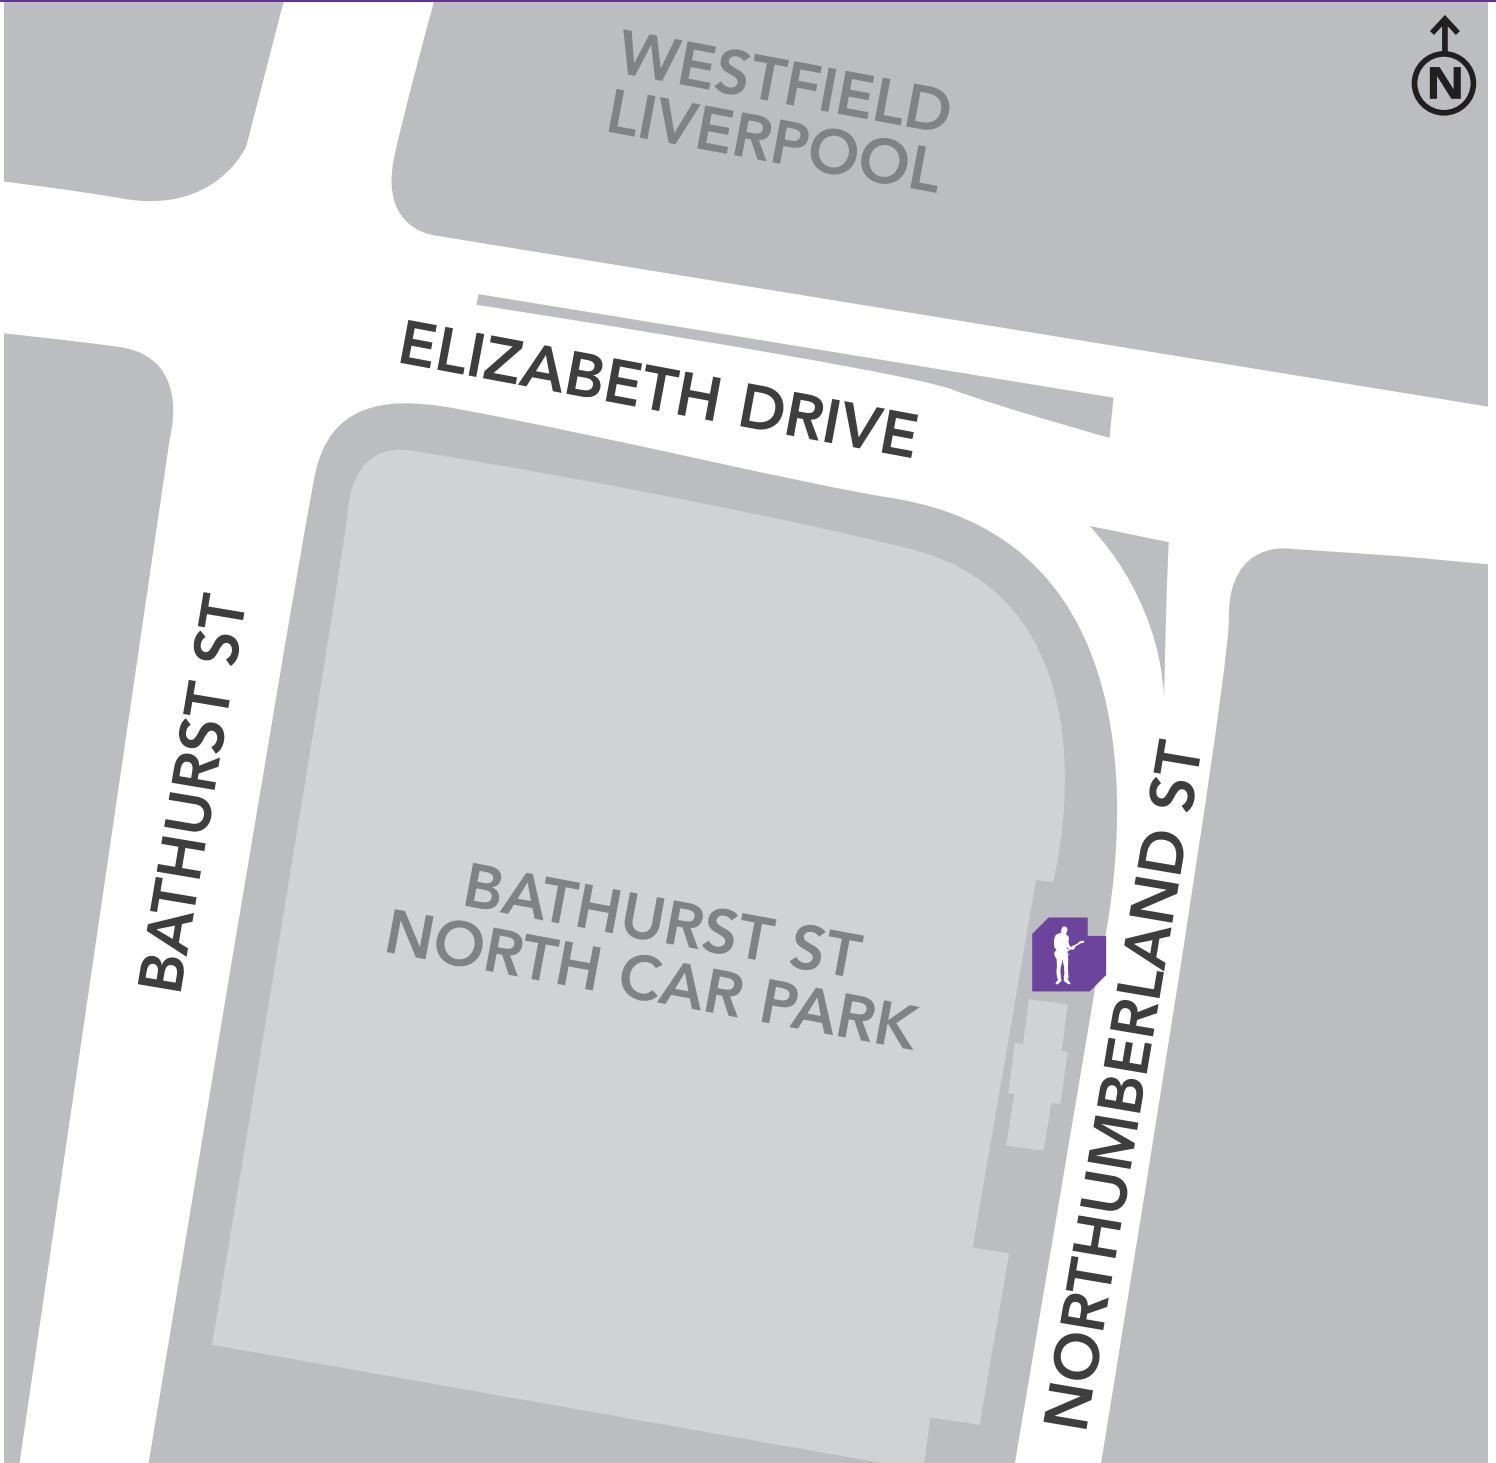 WESTFIELD
LIVERPOOL
N
ELIZABETH DRIVE
BATHURST ST
BATHURST ST
NORTH CAR PARK
NORTHUMBERLAND ST